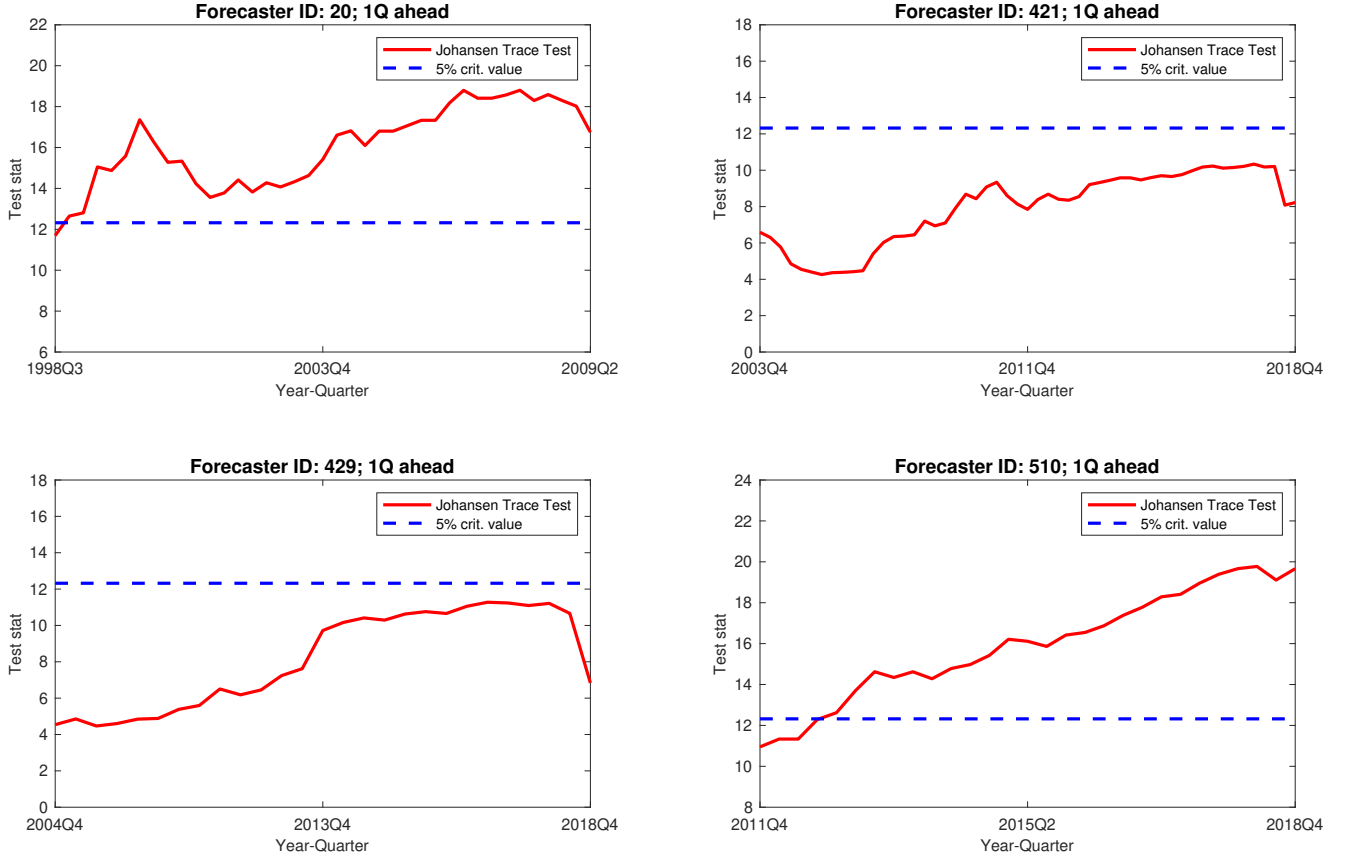 Forecaster ID: 20; 1Q ahead
22
20
18
16
14
12
10
8
6
Test stat
Johansen Trace Test
5% crit. value
1998Q3
2003Q4
2009Q2
Year-Quarter
Forecaster ID: 421; 1Q ahead
18
16
14
12
10
8
6
4
2
0
Test stat
Johansen Trace Test
5% crit. value
2003Q4
2011Q4
2018Q4
Year-Quarter
Forecaster ID: 429; 1Q ahead
18
16
14
12
10
8
6
4
2
0
Test stat
Johansen Trace Test
5% crit. value
2004Q4
2013Q4
2018Q4
Year-Quarter
Forecaster ID: 510; 1Q ahead
24
22
20
18
16
14
12
10
8
Test stat
Johansen Trace Test
5% crit. value
2011Q4
2015Q2
2018Q4
Year-Quarter